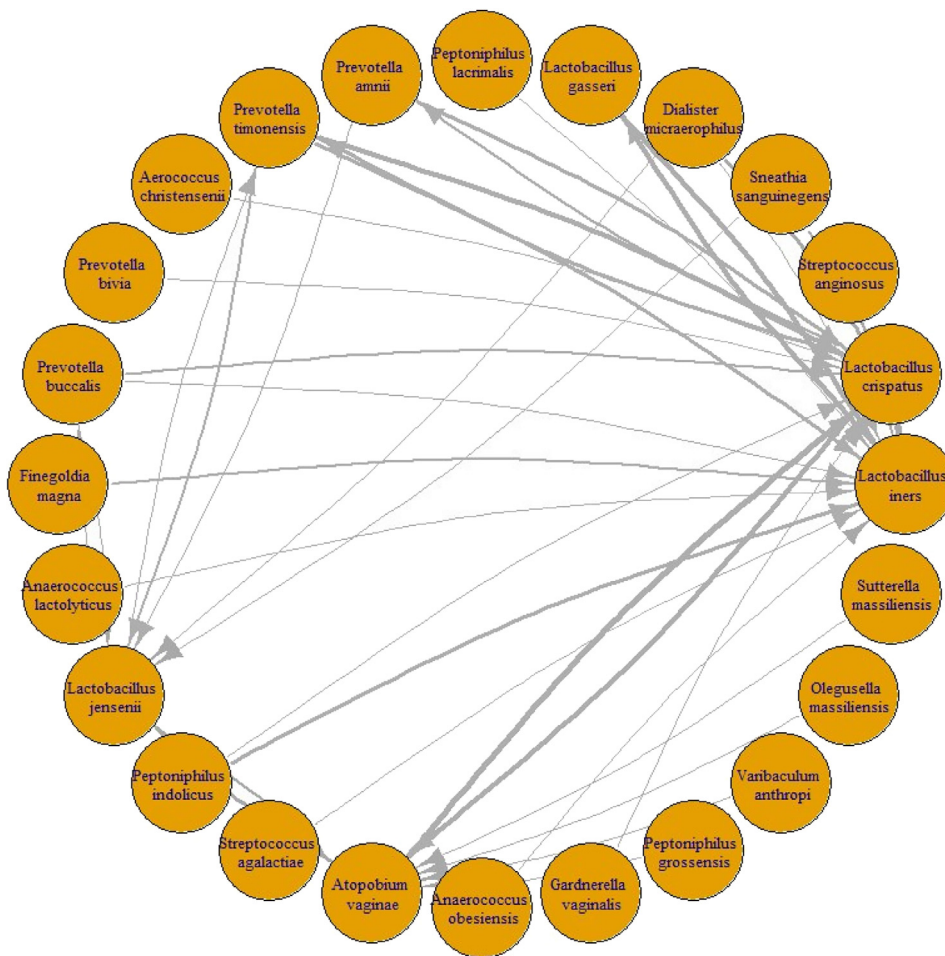 Peptoniphilus
lacrimalis
Prevotella
amnii
Lactobacillus
gasseri
Prevotella
timonensis
Dialister
micraerophilus
Aerococcus
christensenii
Sneathia
sanguinegens
Prevotella
bivia
Streptococcus
anginosus
Prevotella
buccalis
Lactobacillus
crispatus
Finegoldia
magna
Lactobacillus
iners
Anaerococcus
lactolyticus
Sutterella
massiliensis
Lactobacillus
jensenii
Olegusella
massiliensis
Peptoniphilus
indolicus
Varibaculum
anthropi
Streptococcus
agalactiae
Peptoniphilus
grossensis
Atopobium
vaginae
Gardnerella
vaginalis
Anaerococcus
obesiensis